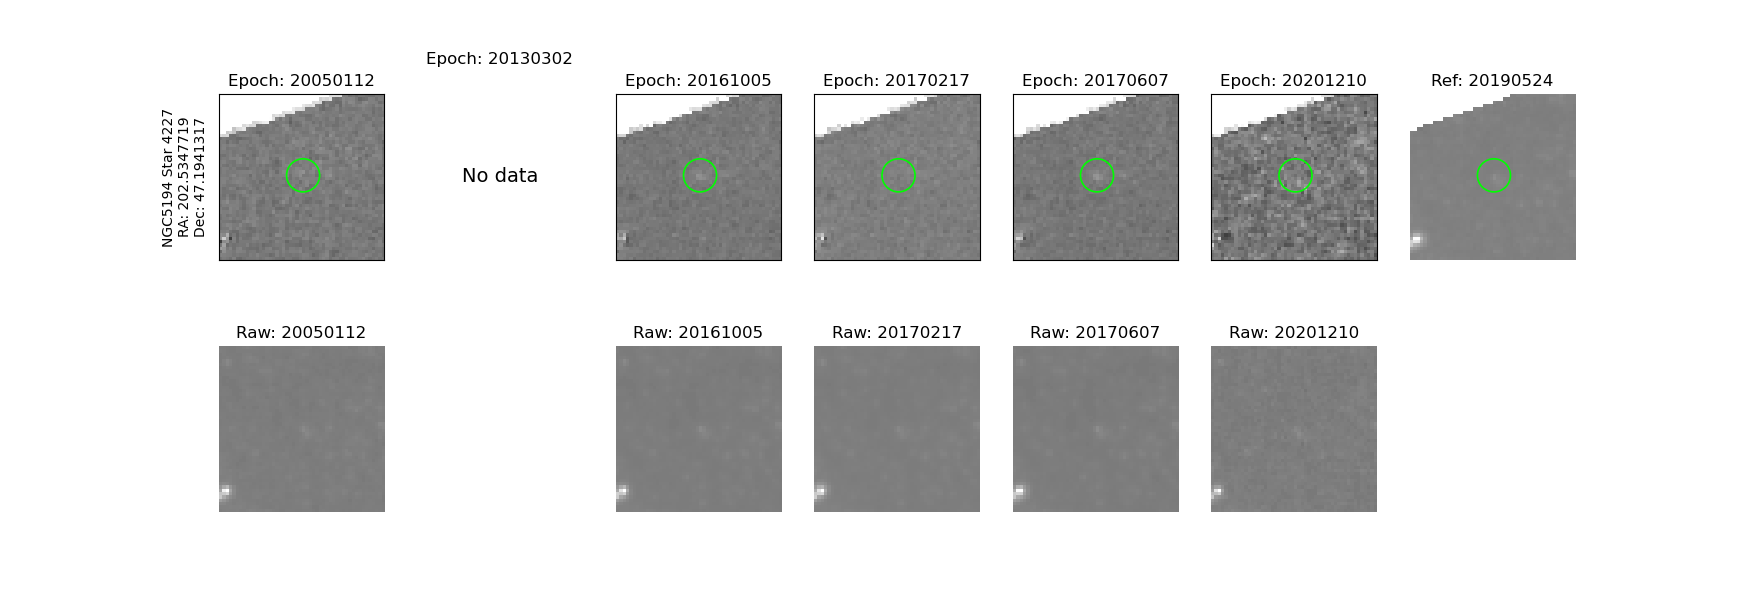 Epoch: 20050112
Epoch: 20130302
Epoch: 20161005
Epoch: 20170217
Epoch: 20170607
Epoch: 20201210
Ref: 20190524
NGC5194 Star 4227
RA: 202.5347719
Dec: 47.1941317
No data
Raw: 20050112
Raw: 20161005
Raw: 20170217
Raw: 20170607
Raw: 20201210